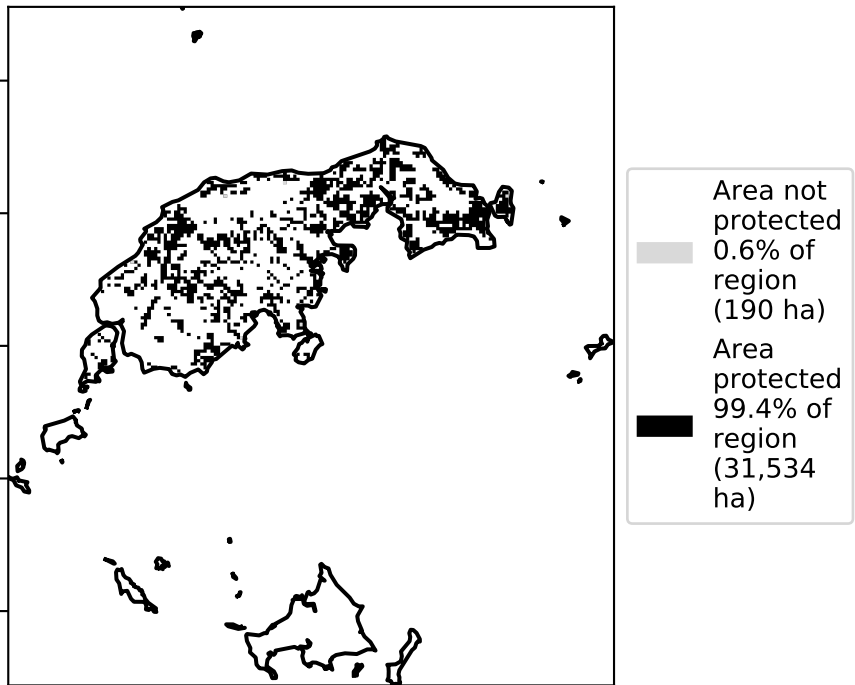 Area not
protected
0.6% of
region
(190 ha)
Area
protected
99.4% of
region
(31,534
ha)